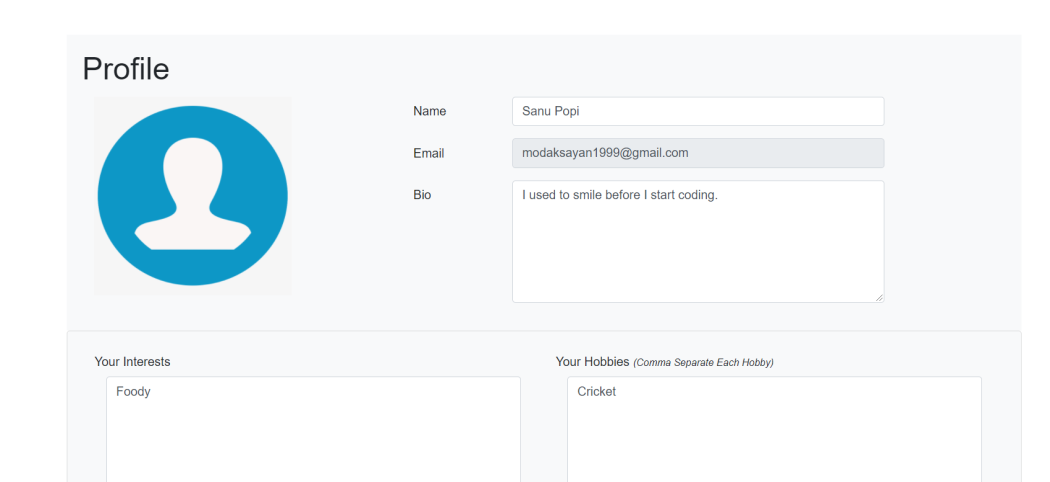 Profile
Name
Sanu Popi
Email
modaksayan1999@gmail.com
Bio
I used to smile before I start coding.
Your Interests
Foody
Your Hobbies (Comma Separate Each Hobby)
Cricket